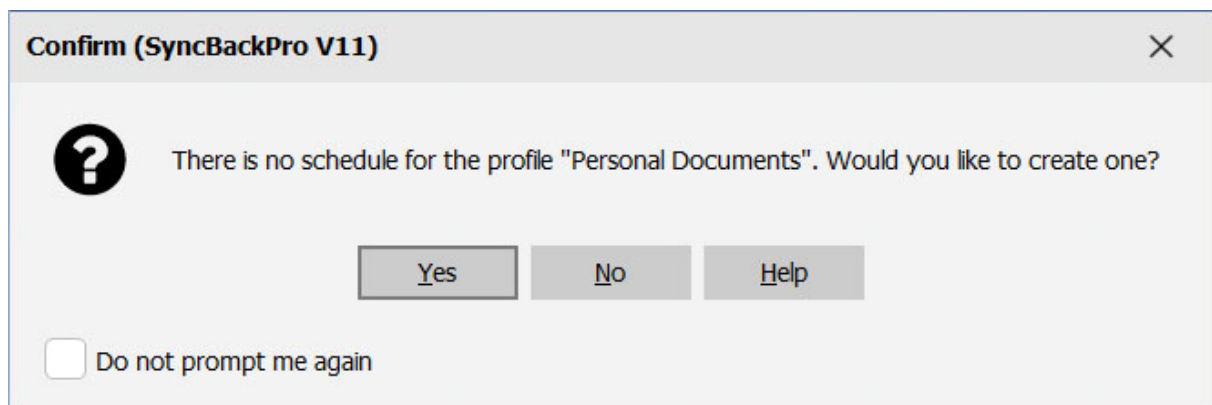 Confirm (SyncBackPro V11)
There is no schedule for the profile "Personal Documents". Would you like to create one?
Yes No Help
Do not prompt me again